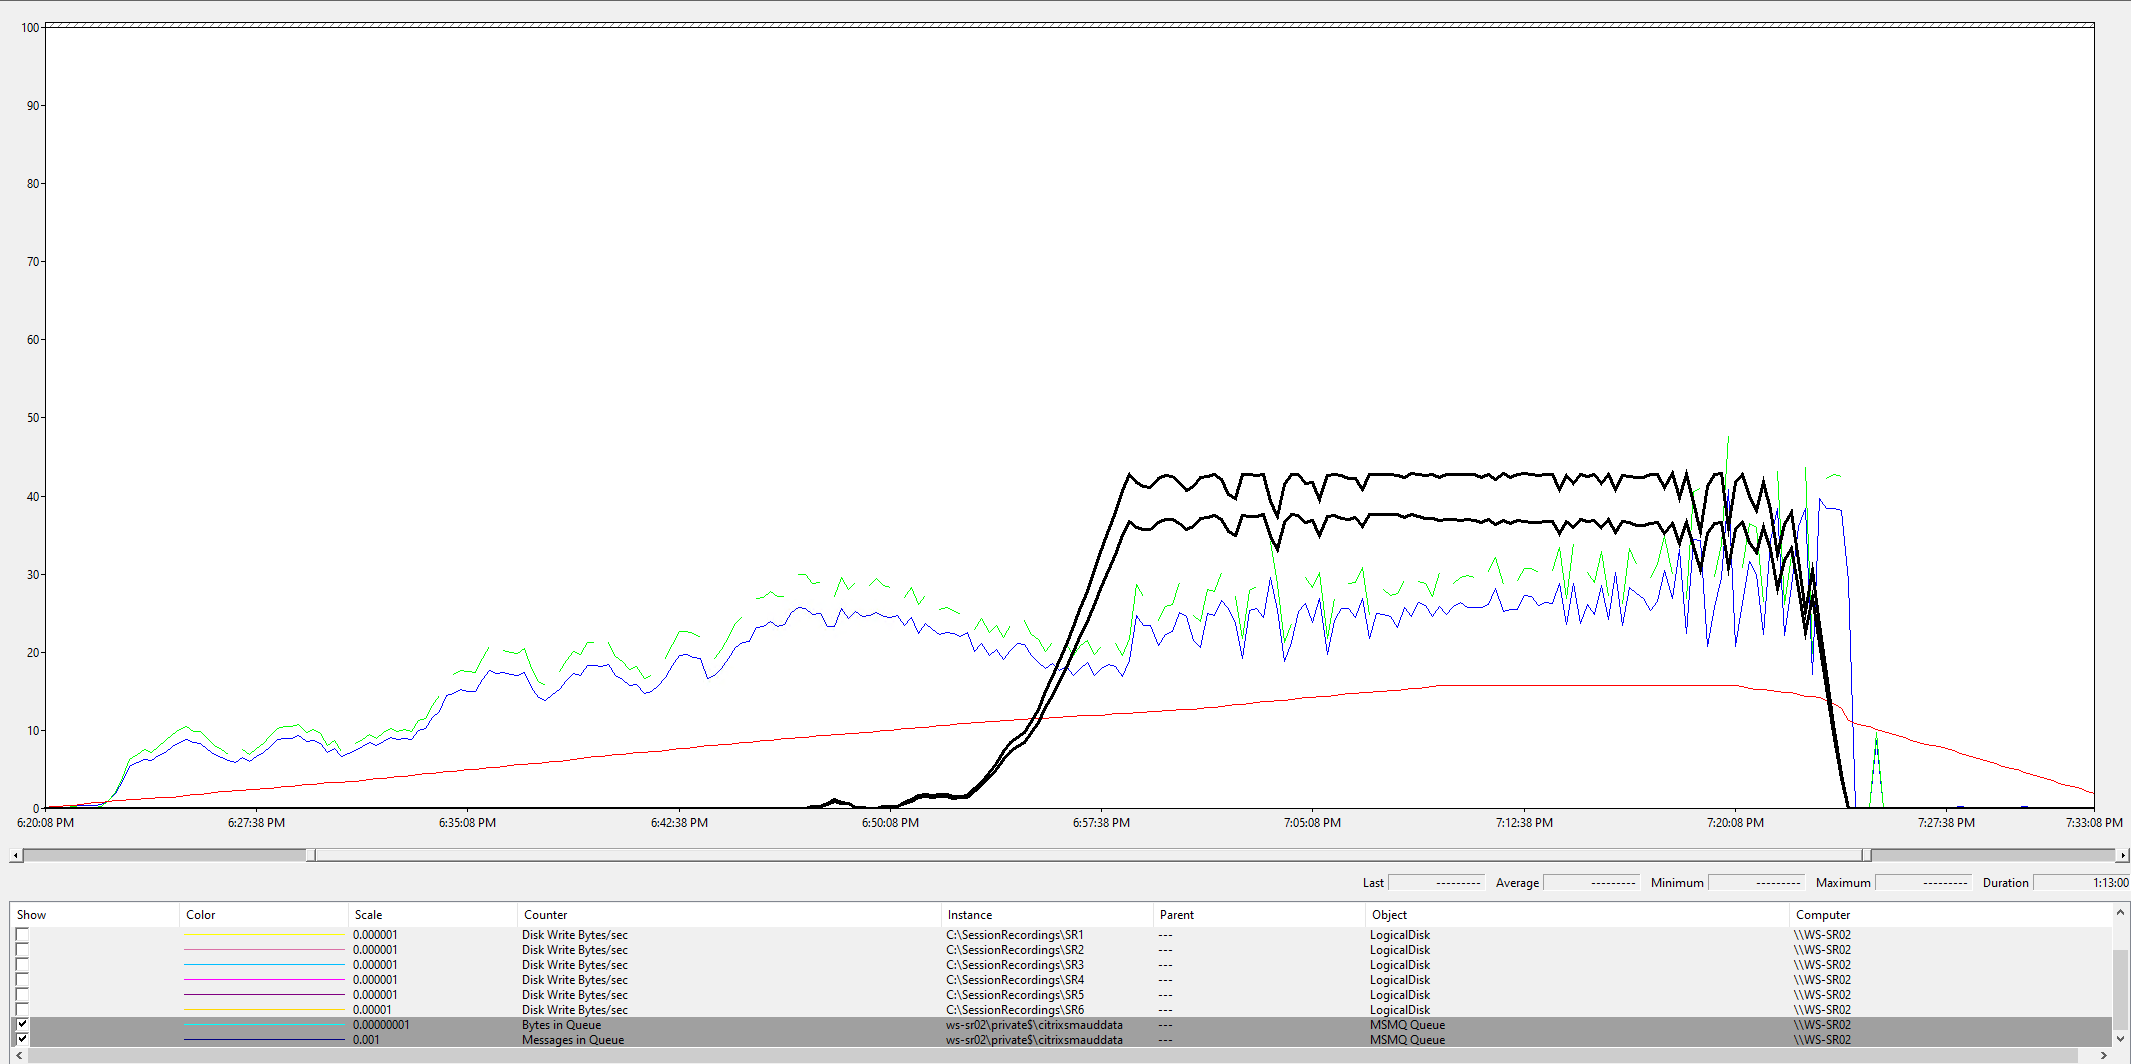 100
90
80
70
60
50
40
30
20
10
0
6:20:08 PM 6:27:38 PM 6:35:08 PM 6:42:38 PM 6:50:08 PM 6:57:38 PM 7:05:08 PM 7:12:38 PM 7:20:08 PM 7:27:38 PM 7:33:08 PM
Last --------- Average --------- Minimum --------- Maximum --------- Duration 1:13:00
Show Color Scale Counter Instance Parent Object Computer
0.000001 Disk Write Bytes/sec C:\SessionRecordings\SR1 --- LogicalDisk \\WS-SR02
0.000001 Disk Write Bytes/sec C:\SessionRecordings\SR2 --- LogicalDisk \\WS-SR02
0.000001 Disk Write Bytes/sec C:\SessionRecordings\SR3 --- LogicalDisk \\WS-SR02
0.000001 Disk Write Bytes/sec C:\SessionRecordings\SR4 --- LogicalDisk \\WS-SR02
0.000001 Disk Write Bytes/sec C:\SessionRecordings\SR5 --- LogicalDisk \\WS-SR02
0.00001 Disk Write Bytes/sec C:\SessionRecordings\SR6 --- LogicalDisk \\WS-SR02
0.00000001 Bytes in Queue ws-sr02\private$\citrixsmauddata --- MSMQ Queue \\WS-SR02
0.001 Messages in Queue ws-sr02\private$\citrixsmauddata --- MSMQ Queue \\WS-SR02